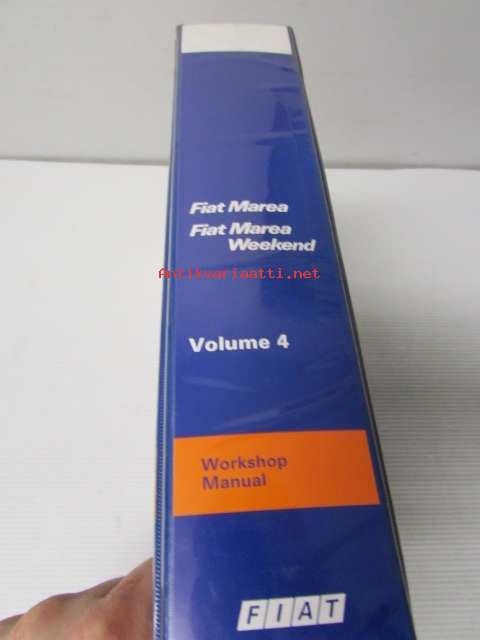 Fiat Marea
Fiat Marea
Weekend
Antikvariaatti.net
Volume 4
Workshop
Manual
FIAT